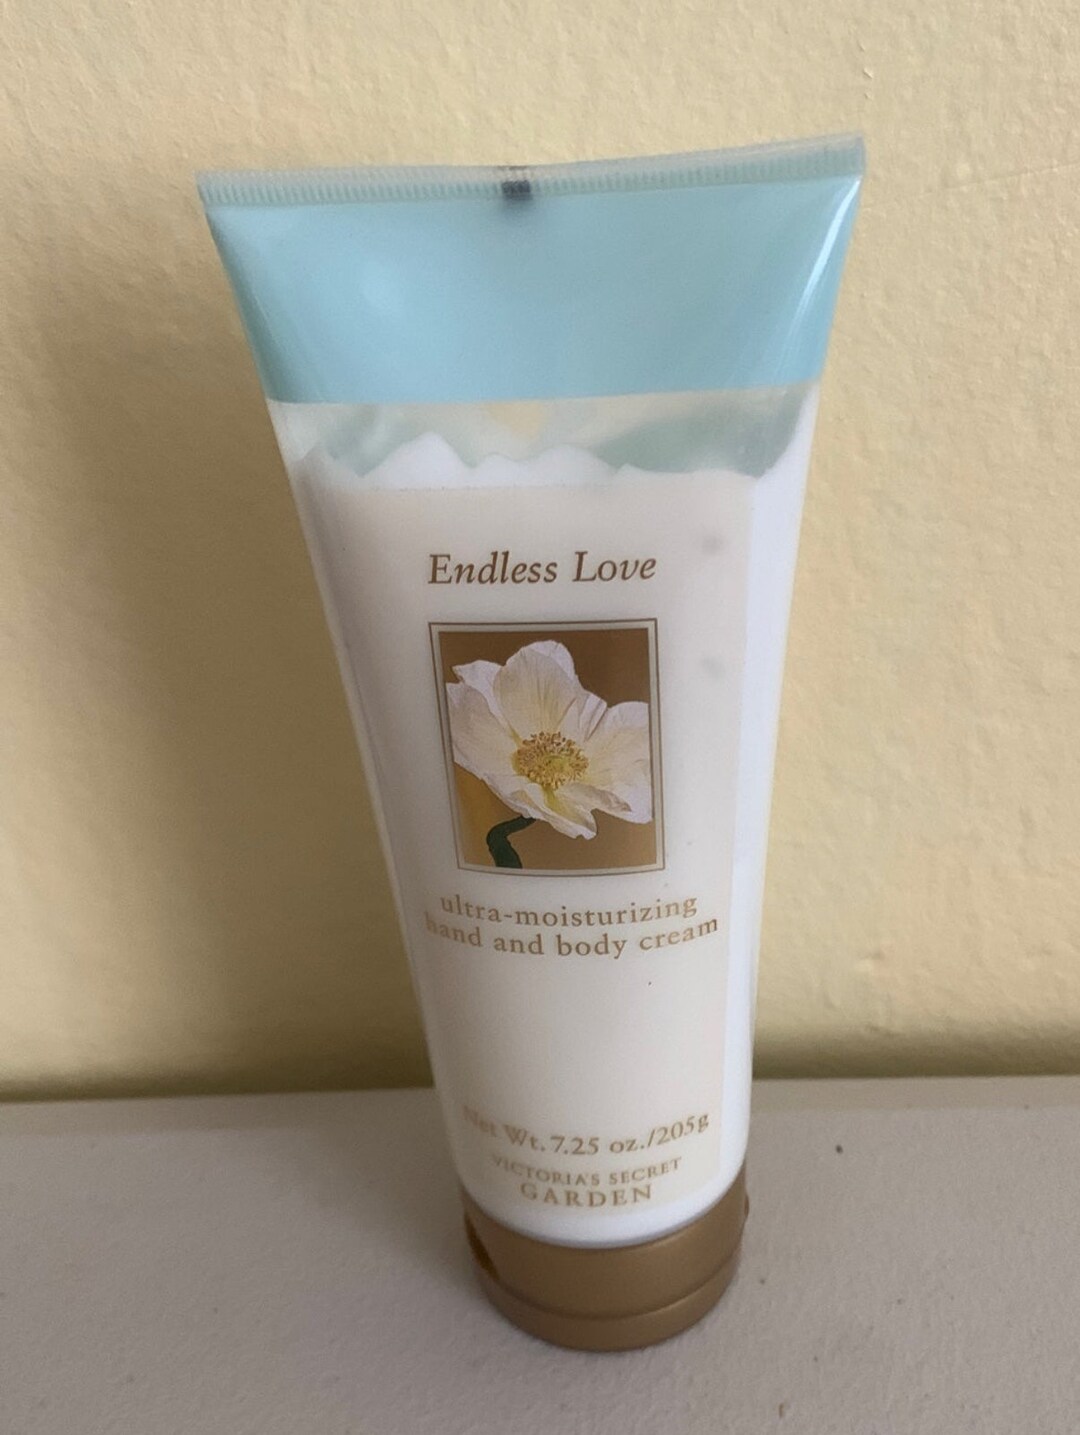 Endless Love
ultra-moisturizing
hand and body cream
Net Wt. 7.25 oz./205g
VICTORIA'S SECRET
GARDEN